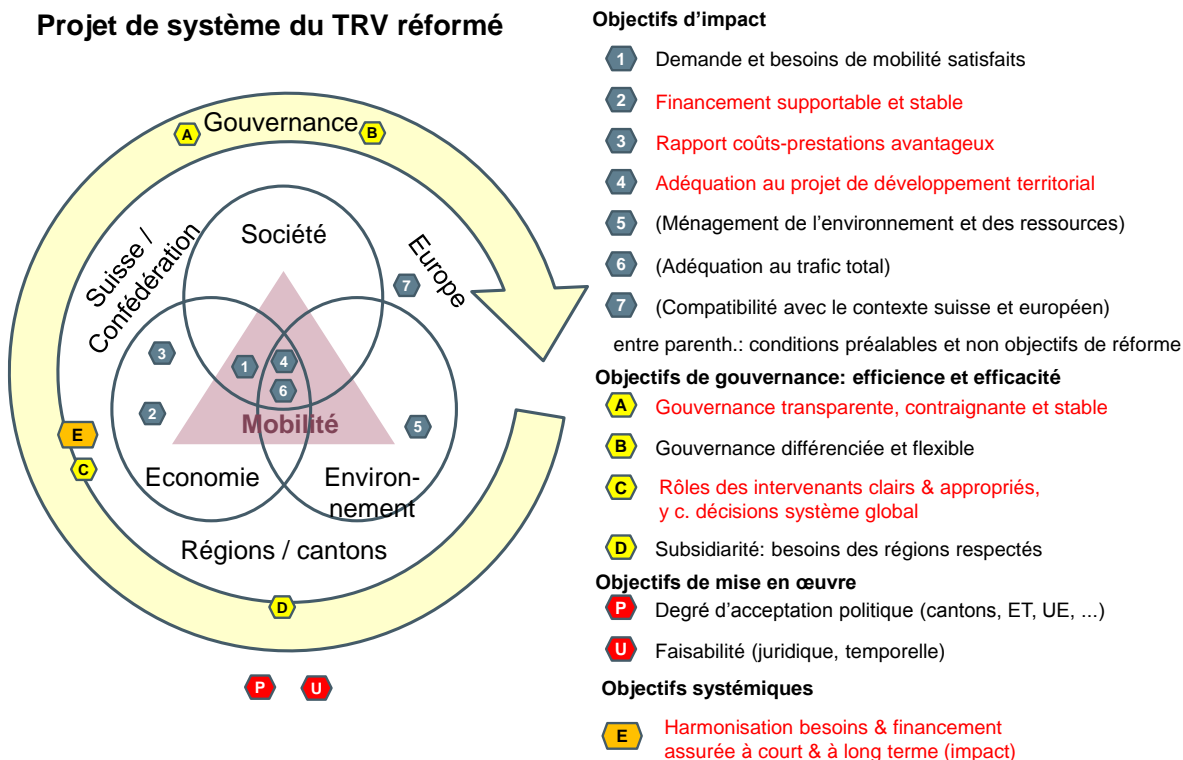 Projet de système du TRV réformé
A
Gouvernance
B
Suisse /
Confédération
Société
Europe
7
3
1
4
6
2
Mobilité
5
E
C
Economie
Environ-
nement
Régions / cantons
D
P
U
Objectifs d’impact
1 Demande et besoins de mobilité satisfaits
2 Financement supportable et stable
3 Rapport coûts-prestations avantageux
4 Adéquation au projet de développement territorial
5 (Ménagement de l’environnement et des ressources)
6 (Adéquation au trafic total)
7 (Compatibilité avec le contexte suisse et européen)
entre parenth.: conditions préalables et non objectifs de réforme
Objectifs de gouvernance: efficience et efficacité
A Gouvernance transparente, contraignante et stable
B Gouvernance différenciée et flexible
C Rôles des intervenants clairs & appropriés,
y c. décisions système global
D Subsidiarité: besoins des régions respectés
Objectifs de mise en œuvre
P Degré d’acceptation politique (cantons, ET, UE, ...)
U Faisabilité (juridique, temporelle)
Objectifs systémiques
E Harmonisation besoins & financement
assurée à court & à long terme (impact)